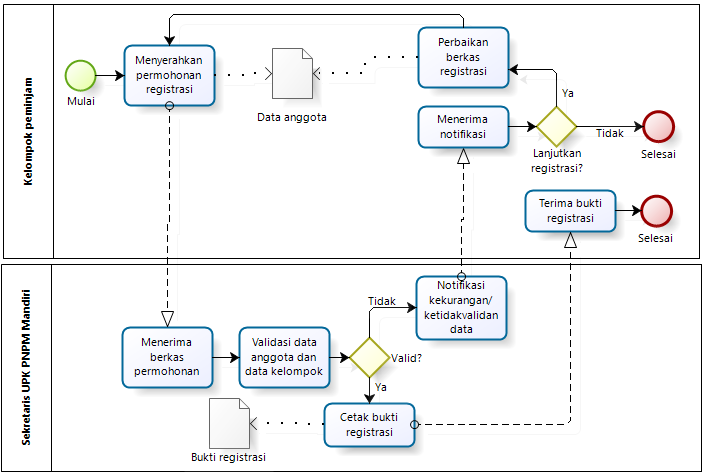 Kelompok peminjam
Mulai
Menyerahkan
permohonan
registrasi
Data anggota
Perbaikan
berkas
registrasi
Ya
Menerima
notifikasi
Lanjutkan
registrasi?
Tidak
Selesai
Terima bukti
registrasi
Selesai
Sekretaris UPK PNPM Mandiri
Menerima
berkas
permohonan
Validasi data
anggota dan
data kelompok
Tidak
Valid?
Ya
Notifikasi
kekurangan/
ketidakvalidan
data
Cetak bukti
registrasi
Bukti registrasi